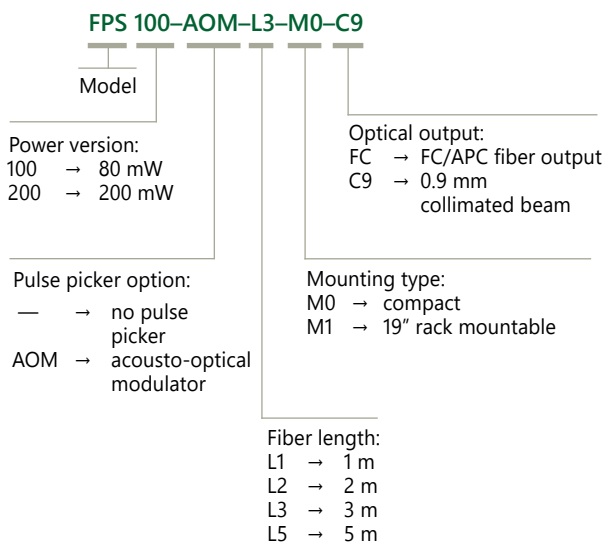 FPS 100–AOM–L3–M0–C9
Model
Power version:
100 → 80 mW
200 → 200 mW
Optical output:
FC → FC/APC fiber output
C9 → 0.9 mm
collimated beam
Pulse picker option:
— → no pulse
picker
AOM → acousto-optical
modulator
Mounting type:
M0 → compact
M1 → 19″ rack mountable
Fiber length:
L1 → 1 m
L2 → 2 m
L3 → 3 m
L5 → 5 m